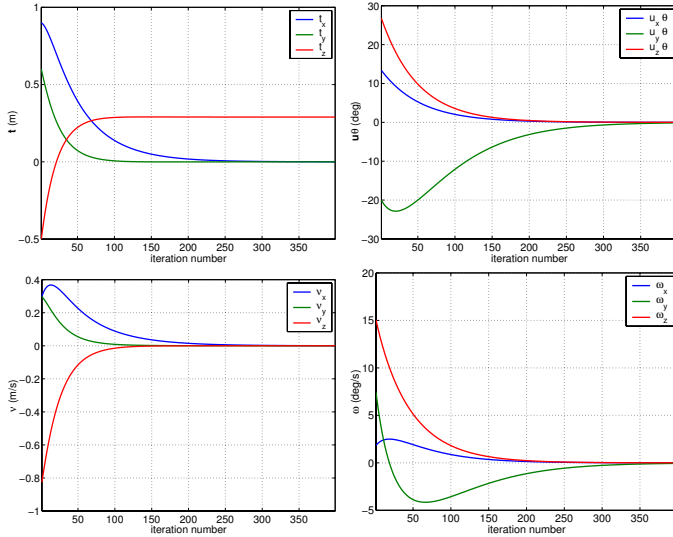 1
0.5
0
−0.5
t (m)
50 100 150 200 250 300 350
iteration number
t_x
t_y
t_z
30
20
10
0
−10
−20
−30
uθ (deg)
50 100 150 200 250 300 350
iteration number
u_x θ
u_y θ
u_z θ
0.4
0.2
0
−0.2
−0.4
−0.6
−0.8
−1
ν (m/s)
50 100 150 200 250 300 350
iteration number
ν_x
ν_y
ν_z
20
15
10
5
0
−5
ω (deg/s)
50 100 150 200 250 300 350
iteration number
ω_x
ω_y
ω_z